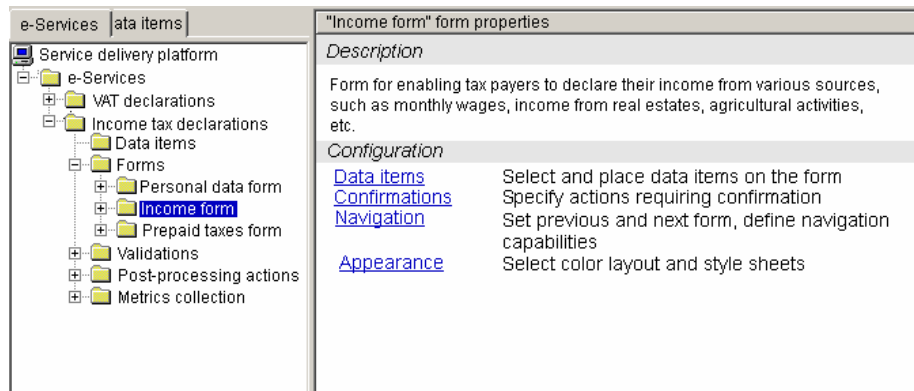 e-Services
ata items
Service delivery platform
e-Services
VAT declarations
Income tax declarations
Data items
Forms
Personal data form
Income form
Prepaid taxes form
Validations
Post-processing actions
Metrics collection
"Income form" form properties
Description
Form for enabling tax payers to declare their income from various sources,
such as monthly wages, income from real estates, agricultural activities,
etc.
Configuration
Data items Select and place data items on the form
Confirmations Specify actions requiring confirmation
Navigation Set previous and next form, define navigation
capabilities
Appearance Select color layout and style sheets